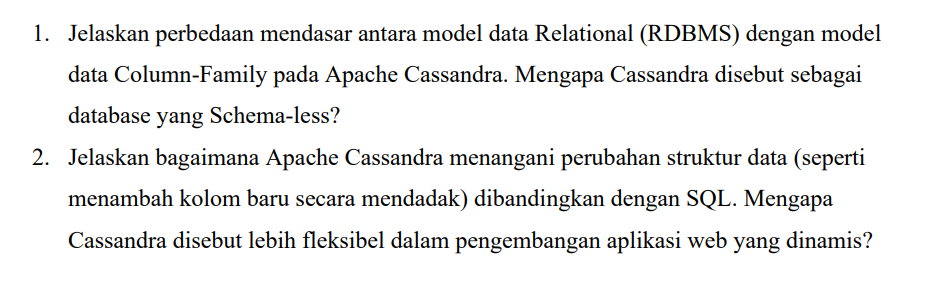 1. Jelaskan perbedaan mendasar antara model data Relational (RDBMS) dengan model
data Column-Family pada Apache Cassandra. Mengapa Cassandra disebut sebagai
database yang Schema-less?
2. Jelaskan bagaimana Apache Cassandra menangani perubahan struktur data (seperti
menambah kolom baru secara mendadak) dibandingkan dengan SQL. Mengapa
Cassandra disebut lebih fleksibel dalam pengembangan aplikasi web yang dinamis?